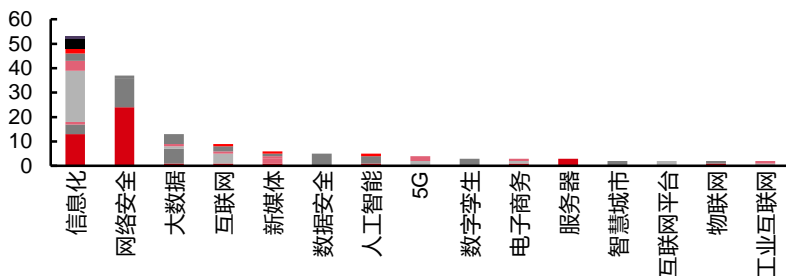 60
50
40
30
20
10
0
信息化
网络安全
大数据
互联网
新媒体
数据安全
人工智能
5G
数字孪生
电子商务
服务器
智慧城市
互联网平台
物联网
工业互联网